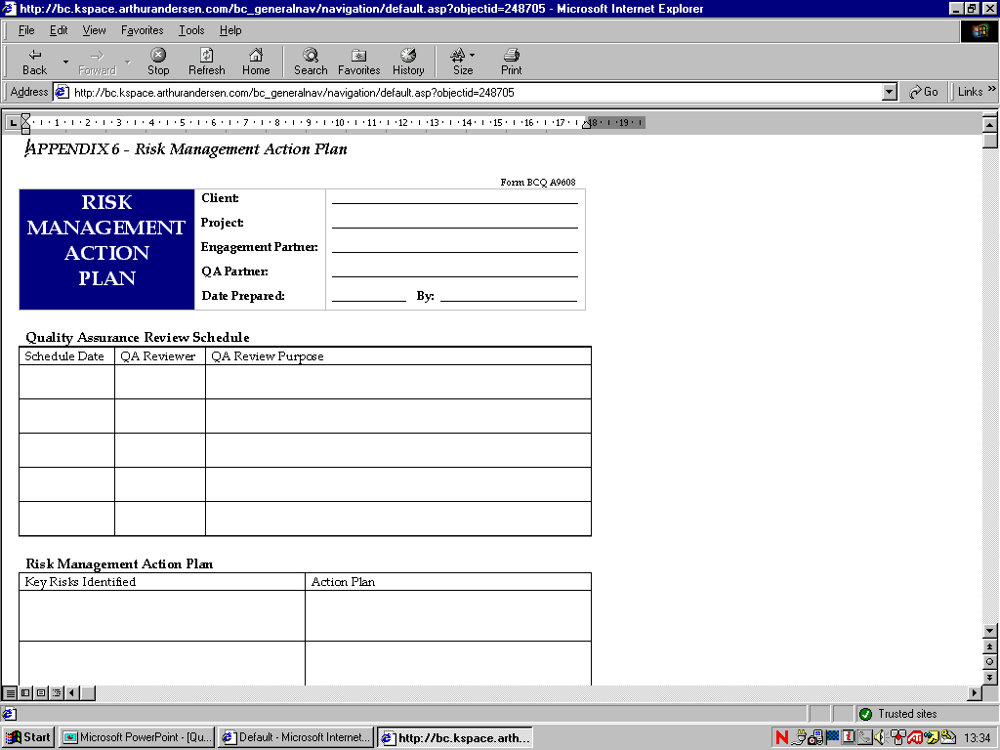 http://bc.kspace.arthurandersen.com/bc_generalnav/navigation/default.asp?objectid=248705 - Microsoft Internet Explorer
File Edit View Favorites Tools Help
Back Forward Stop Refresh Home Search Favorites History Size Print
Address http://bc.kspace.arthurandersen.com/bc_generalnav/navigation/default.asp?objectid=248705 Go Links »
1 2 3 4 5 6 7 8 9 10 11 12 13 14 15 16 17 18 19
APPENDIX 6 - Risk Management Action Plan
Form BCQ A9608
RISK
MANAGEMENT
ACTION
PLAN
Client:
Project:
Engagement Partner:
QA Partner:
Date Prepared: By:
Quality Assurance Review Schedule
Schedule Date QA Reviewer QA Review Purpose
Risk Management Action Plan
Key Risks Identified Action Plan
Trusted sites
Start Microsoft PowerPoint - [Qu... Default - Microsoft Internet... http://bc.kspace.arth... 13:34